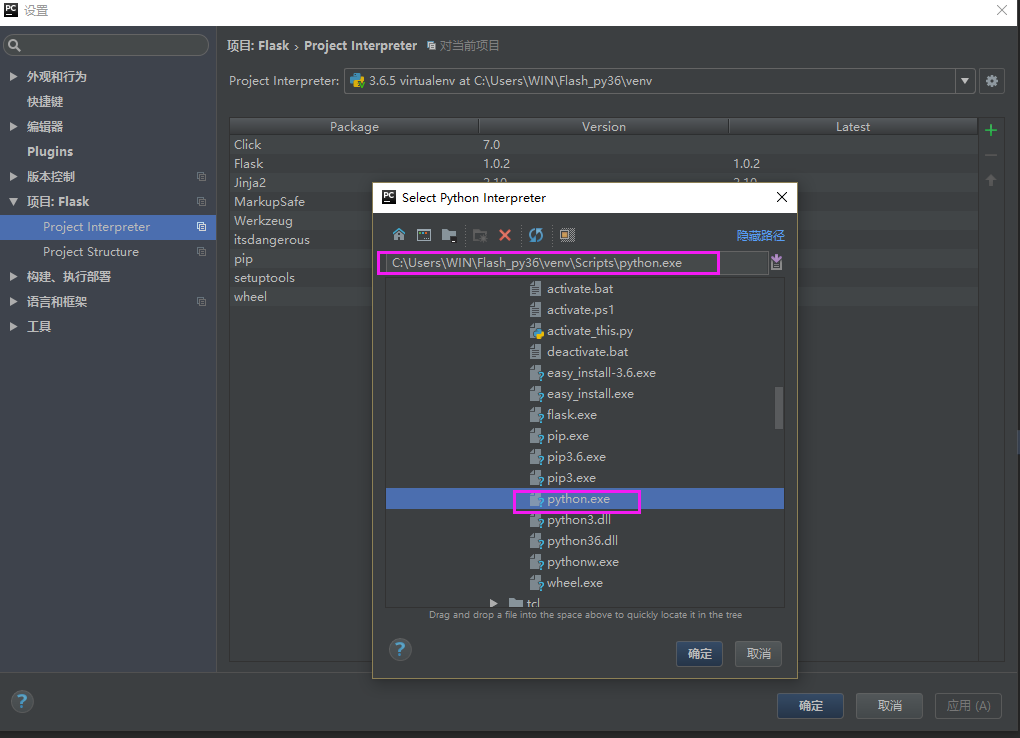 PC 设置
项目: Flask › Project Interpreter 对当前项目
外观和行为
快捷键
编辑器
Plugins
版本控制
项目: Flask
Project Interpreter
Project Structure
构建、执行部署
语言和框架
工具
Project Interpreter: 3.6.5 virtualenv at C:\Users\WIN\Flash_py36\venv
Package Version Latest
Click 7.0
Flask 1.0.2 1.0.2
Jinja2 2.10 2.10
MarkupSafe
Werkzeug
itsdangerous
pip
setuptools
wheel
PC Select Python Interpreter
隐藏路径
C:\Users\WIN\Flash_py36\venv\Scripts\python.exe
activate.bat
activate.ps1
activate_this.py
deactivate.bat
easy_install-3.6.exe
easy_install.exe
flask.exe
pip.exe
pip3.6.exe
pip3.exe
python.exe
python3.dll
python36.dll
pythonw.exe
wheel.exe
tcl
Drag and drop a file into the space above to quickly locate it in the tree
? 确定 取消
? 确定 取消 应用 (A)